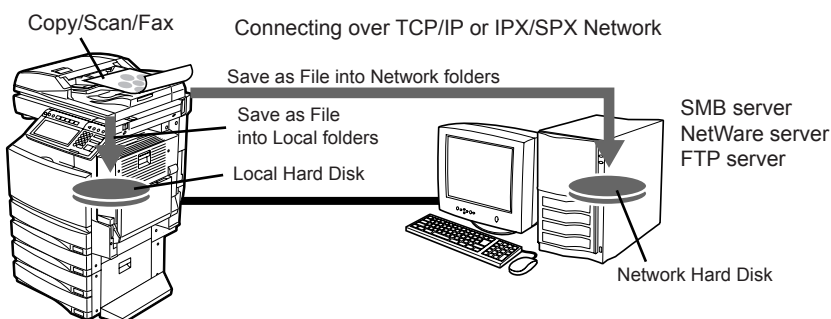 Copy/Scan/Fax
Connecting over TCP/IP or IPX/SPX Network
Save as File into Network folders
Save as File
into Local folders
Local Hard Disk
SMB server
NetWare server
FTP server
Network Hard Disk